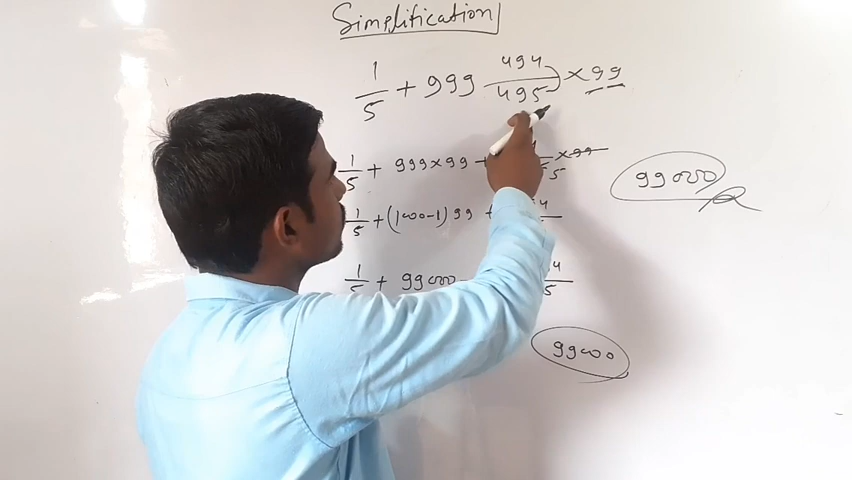 Simplification
1/5 + 999 494/495 × 99
1/5 + 999×99 + ×99
99000
1/5 + (1000-1) 99 +
1/5 + 99000
99000